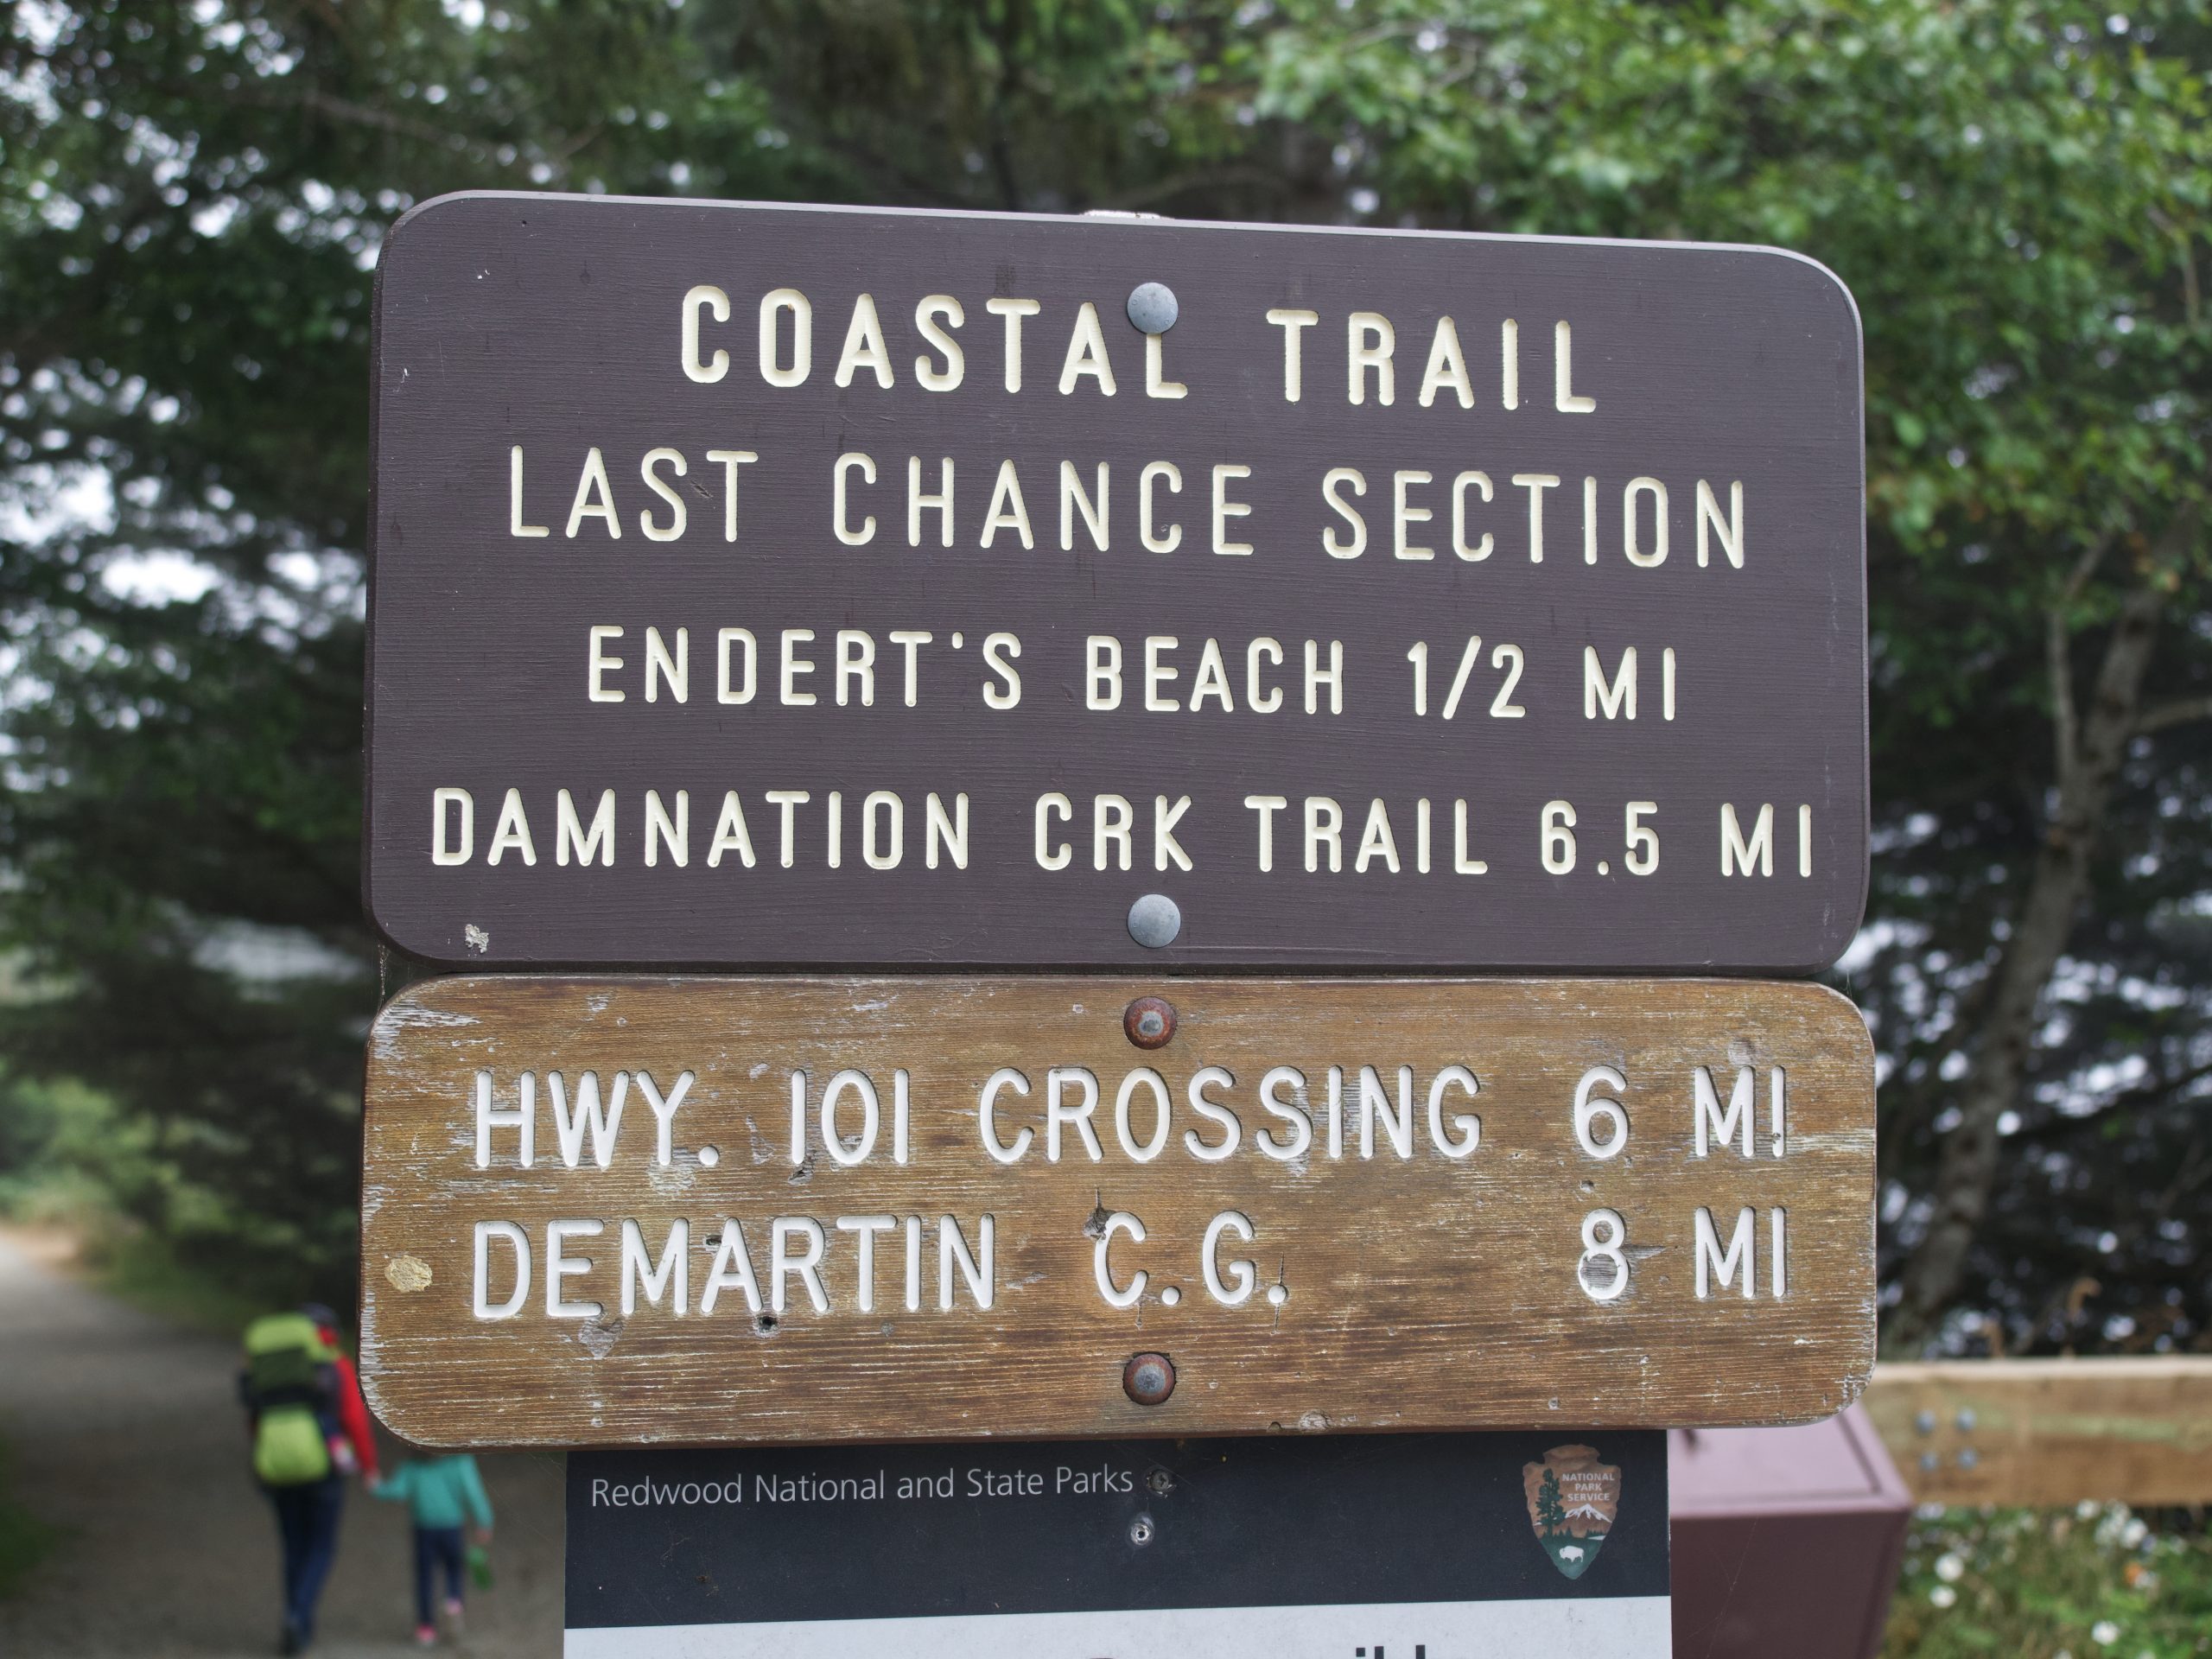 COASTAL TRAIL
LAST CHANCE SECTION
ENDERT'S BEACH 1/2 MI
DAMNATION CRK TRAIL 6.5 MI
HWY. 101 CROSSING 6 MI
DEMARTIN C.G. 8 MI
Redwood National and State Parks
NATIONAL
PARK
SERVICE